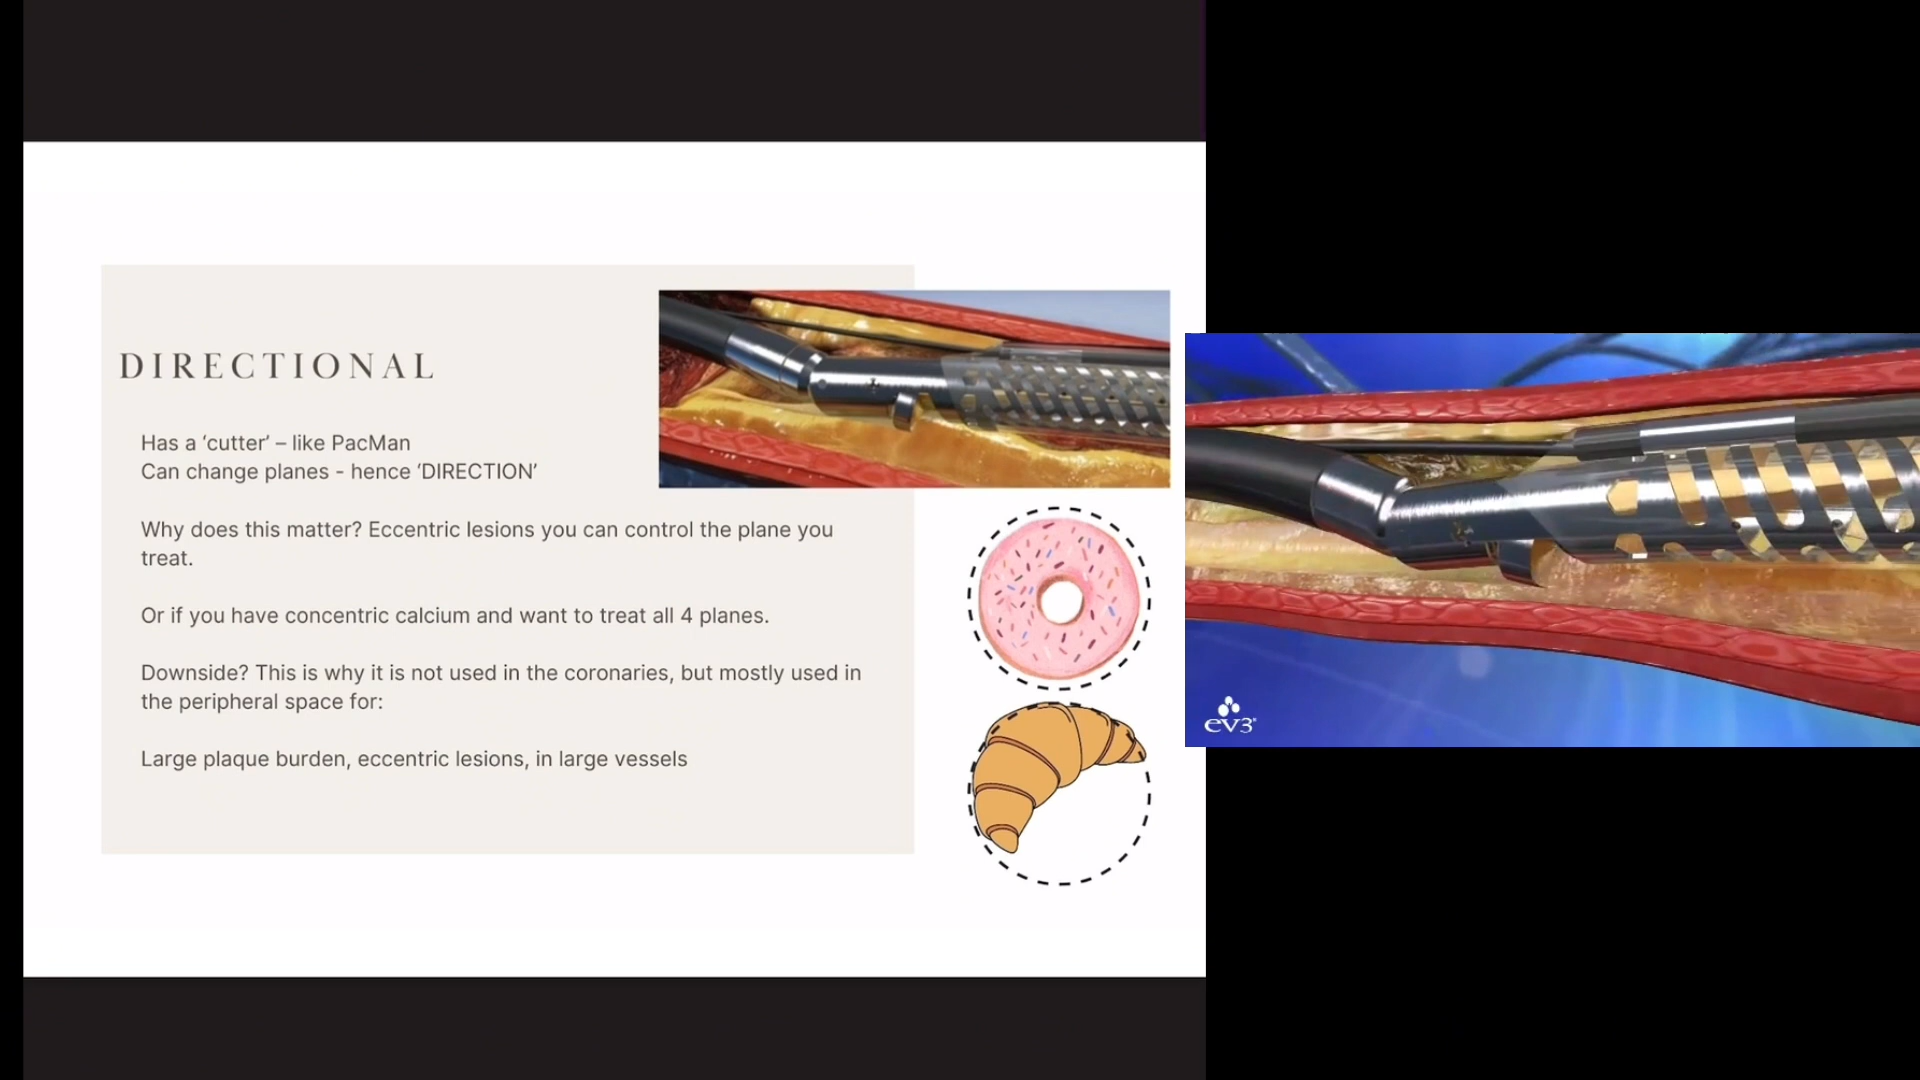 DIRECTIONAL
Has a ‘cutter’ – like PacMan
Can change planes - hence ‘DIRECTION’
Why does this matter? Eccentric lesions you can control the plane you
treat.
Or if you have concentric calcium and want to treat all 4 planes.
Downside? This is why it is not used in the coronaries, but mostly used in
the peripheral space for:
Large plaque burden, eccentric lesions, in large vessels
ev3